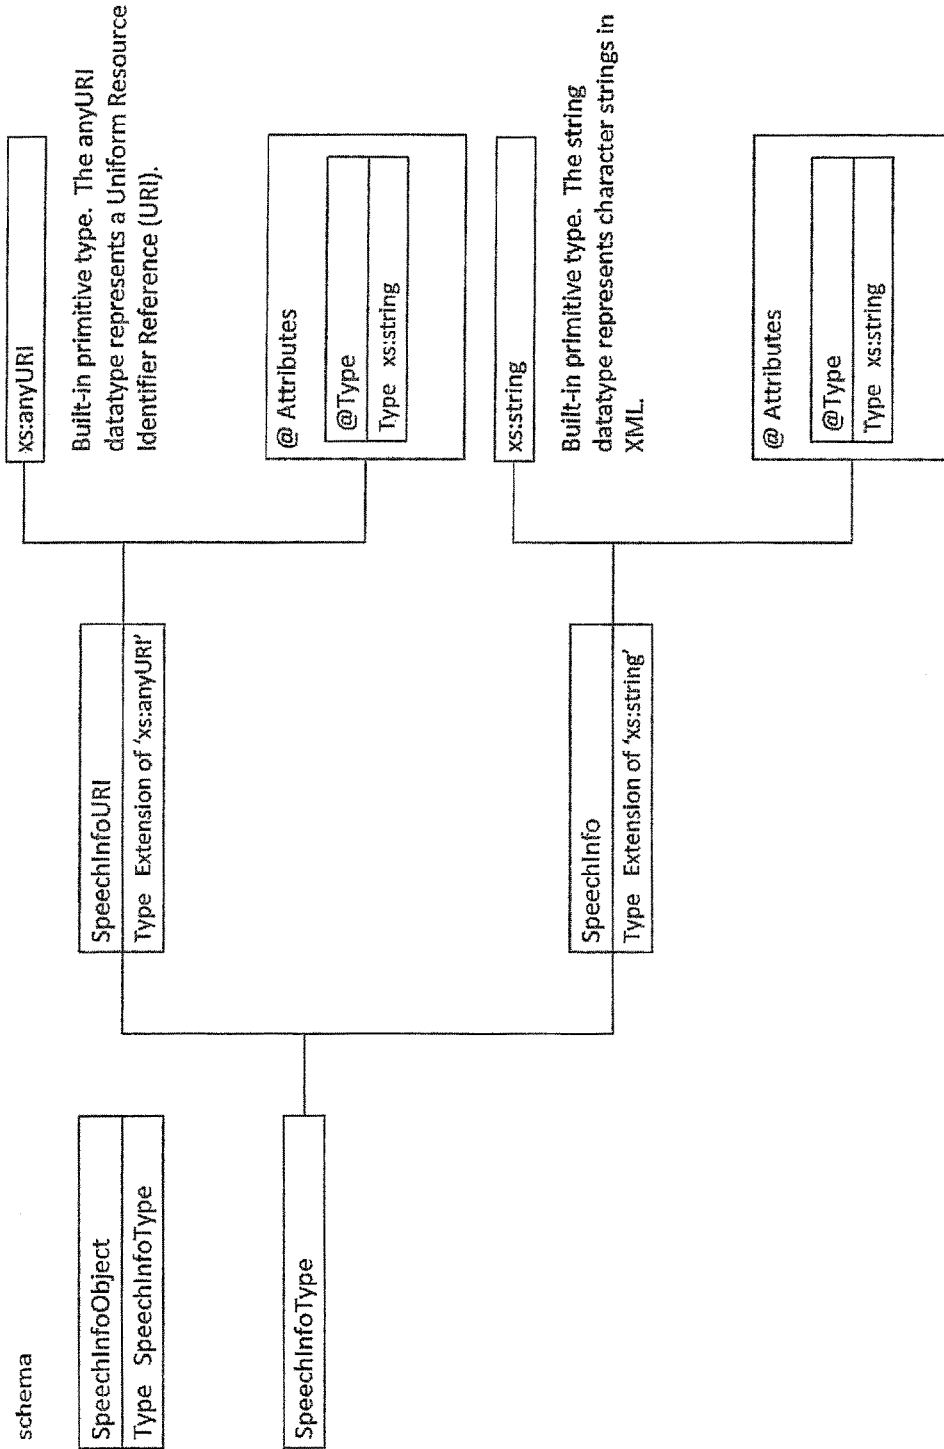 schema
SpeechInfoObject
Type SpeechInfoType
SpeechInfoType
SpeechInfoURI
Type Extension of 'xs:anyURI'
xs:anyURI
Built-in primitive type. The anyURI
datatype represents a Uniform Resource
Identifier Reference (URI).
@ Attributes
@Type
Type xs:string
SpeechInfo
Type Extension of 'xs:string'
xs:string
Built-in primitive type. The string
datatype represents character strings in
XML.
@ Attributes
@Type
Type xs:string